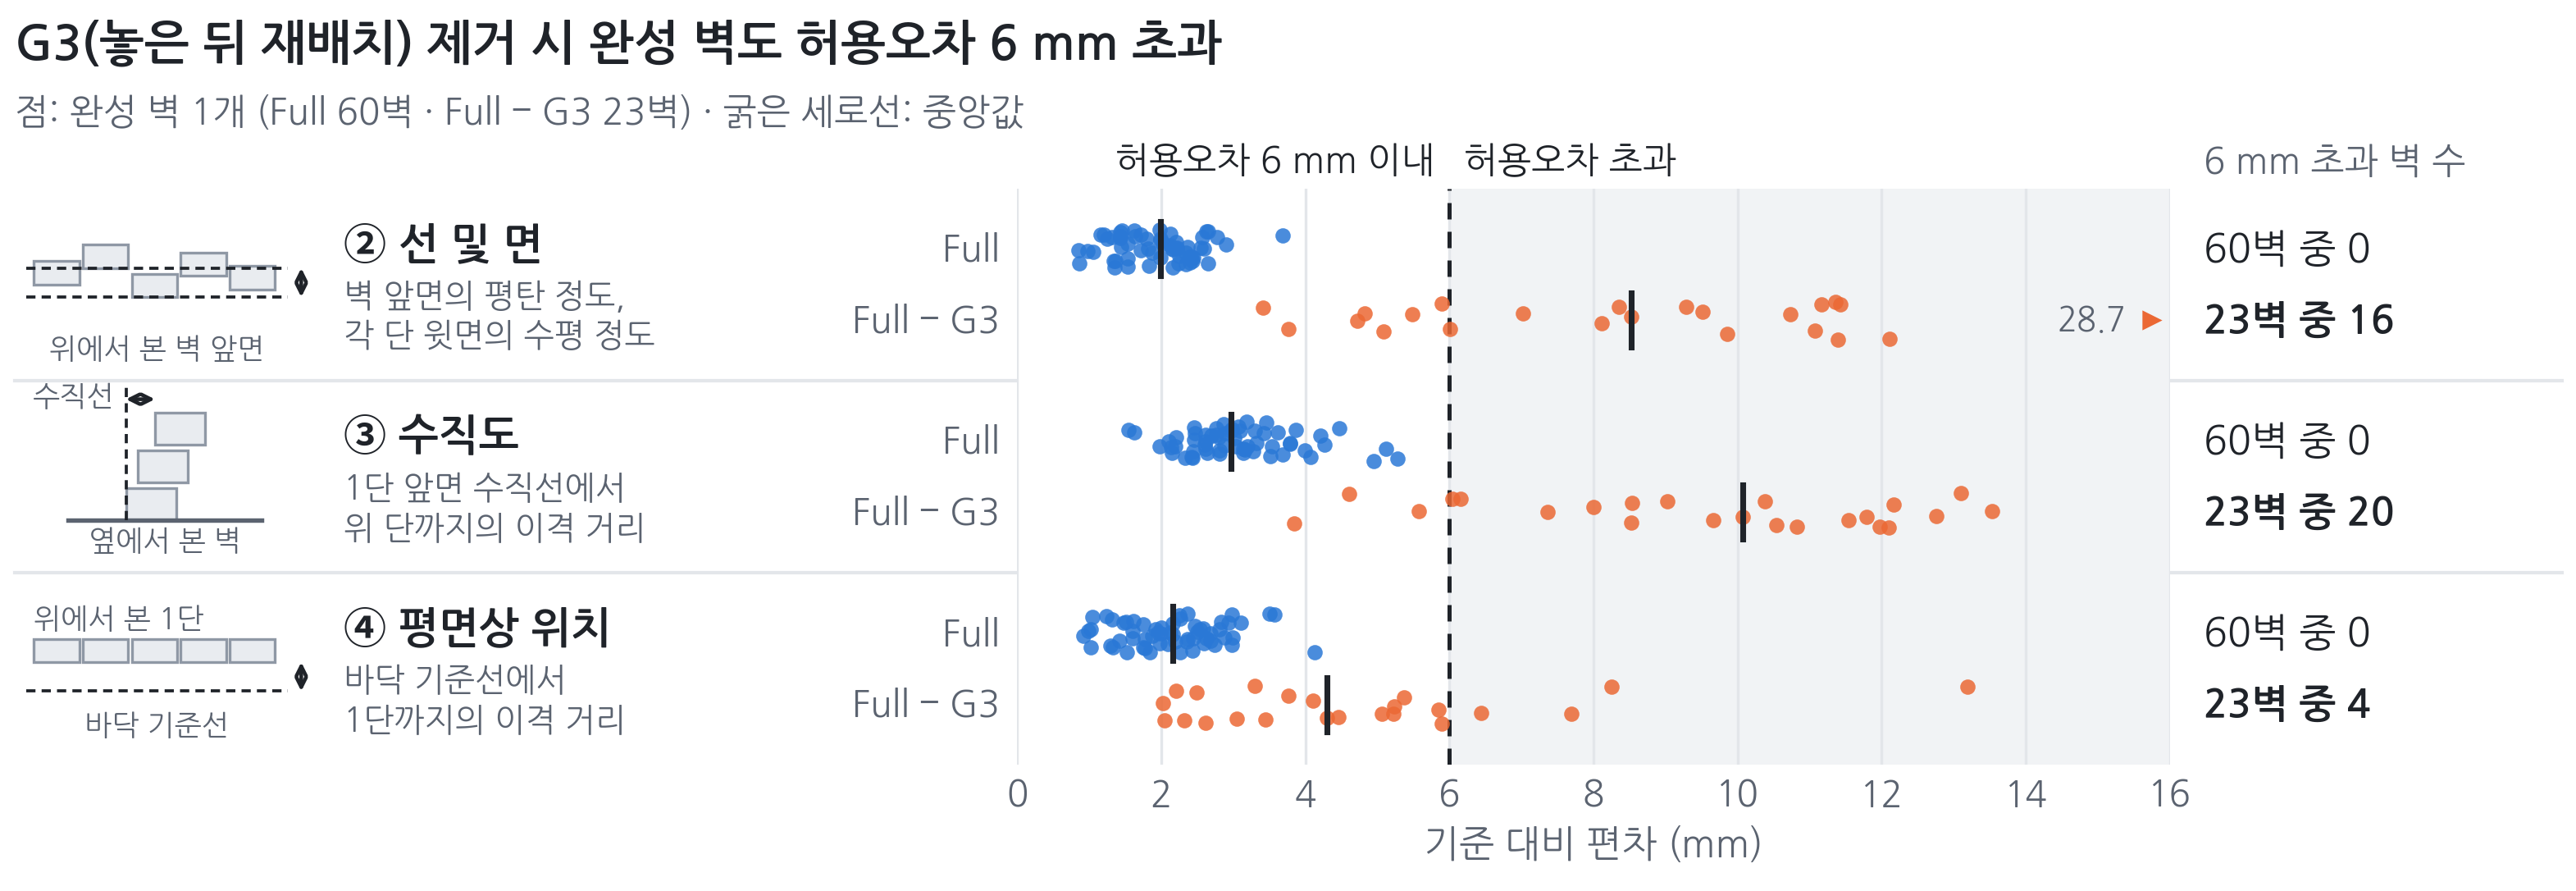 G3(놓은 뒤 재배치) 제거 시 완성 벽도 허용오차 6 mm 초과
점: 완성 벽 1개 (Full 60벽 · Full − G3 23벽) · 굵은 세로선: 중앙값
허용오차 6 mm 이내
허용오차 초과
6 mm 초과 벽 수
위에서 본 벽 앞면
② 선 및 면
벽 앞면의 평탄 정도,
각 단 윗면의 수평 정도
Full
60벽 중 0
Full − G3
28.7
23벽 중 16
수직선
옆에서 본 벽
③ 수직도
1단 앞면 수직선에서
위 단까지의 이격 거리
Full
60벽 중 0
Full − G3
23벽 중 20
위에서 본 1단
바닥 기준선
④ 평면상 위치
바닥 기준선에서
1단까지의 이격 거리
Full
60벽 중 0
Full − G3
23벽 중 4
0 2 4 6 8 10 12 14 16
기준 대비 편차 (mm)